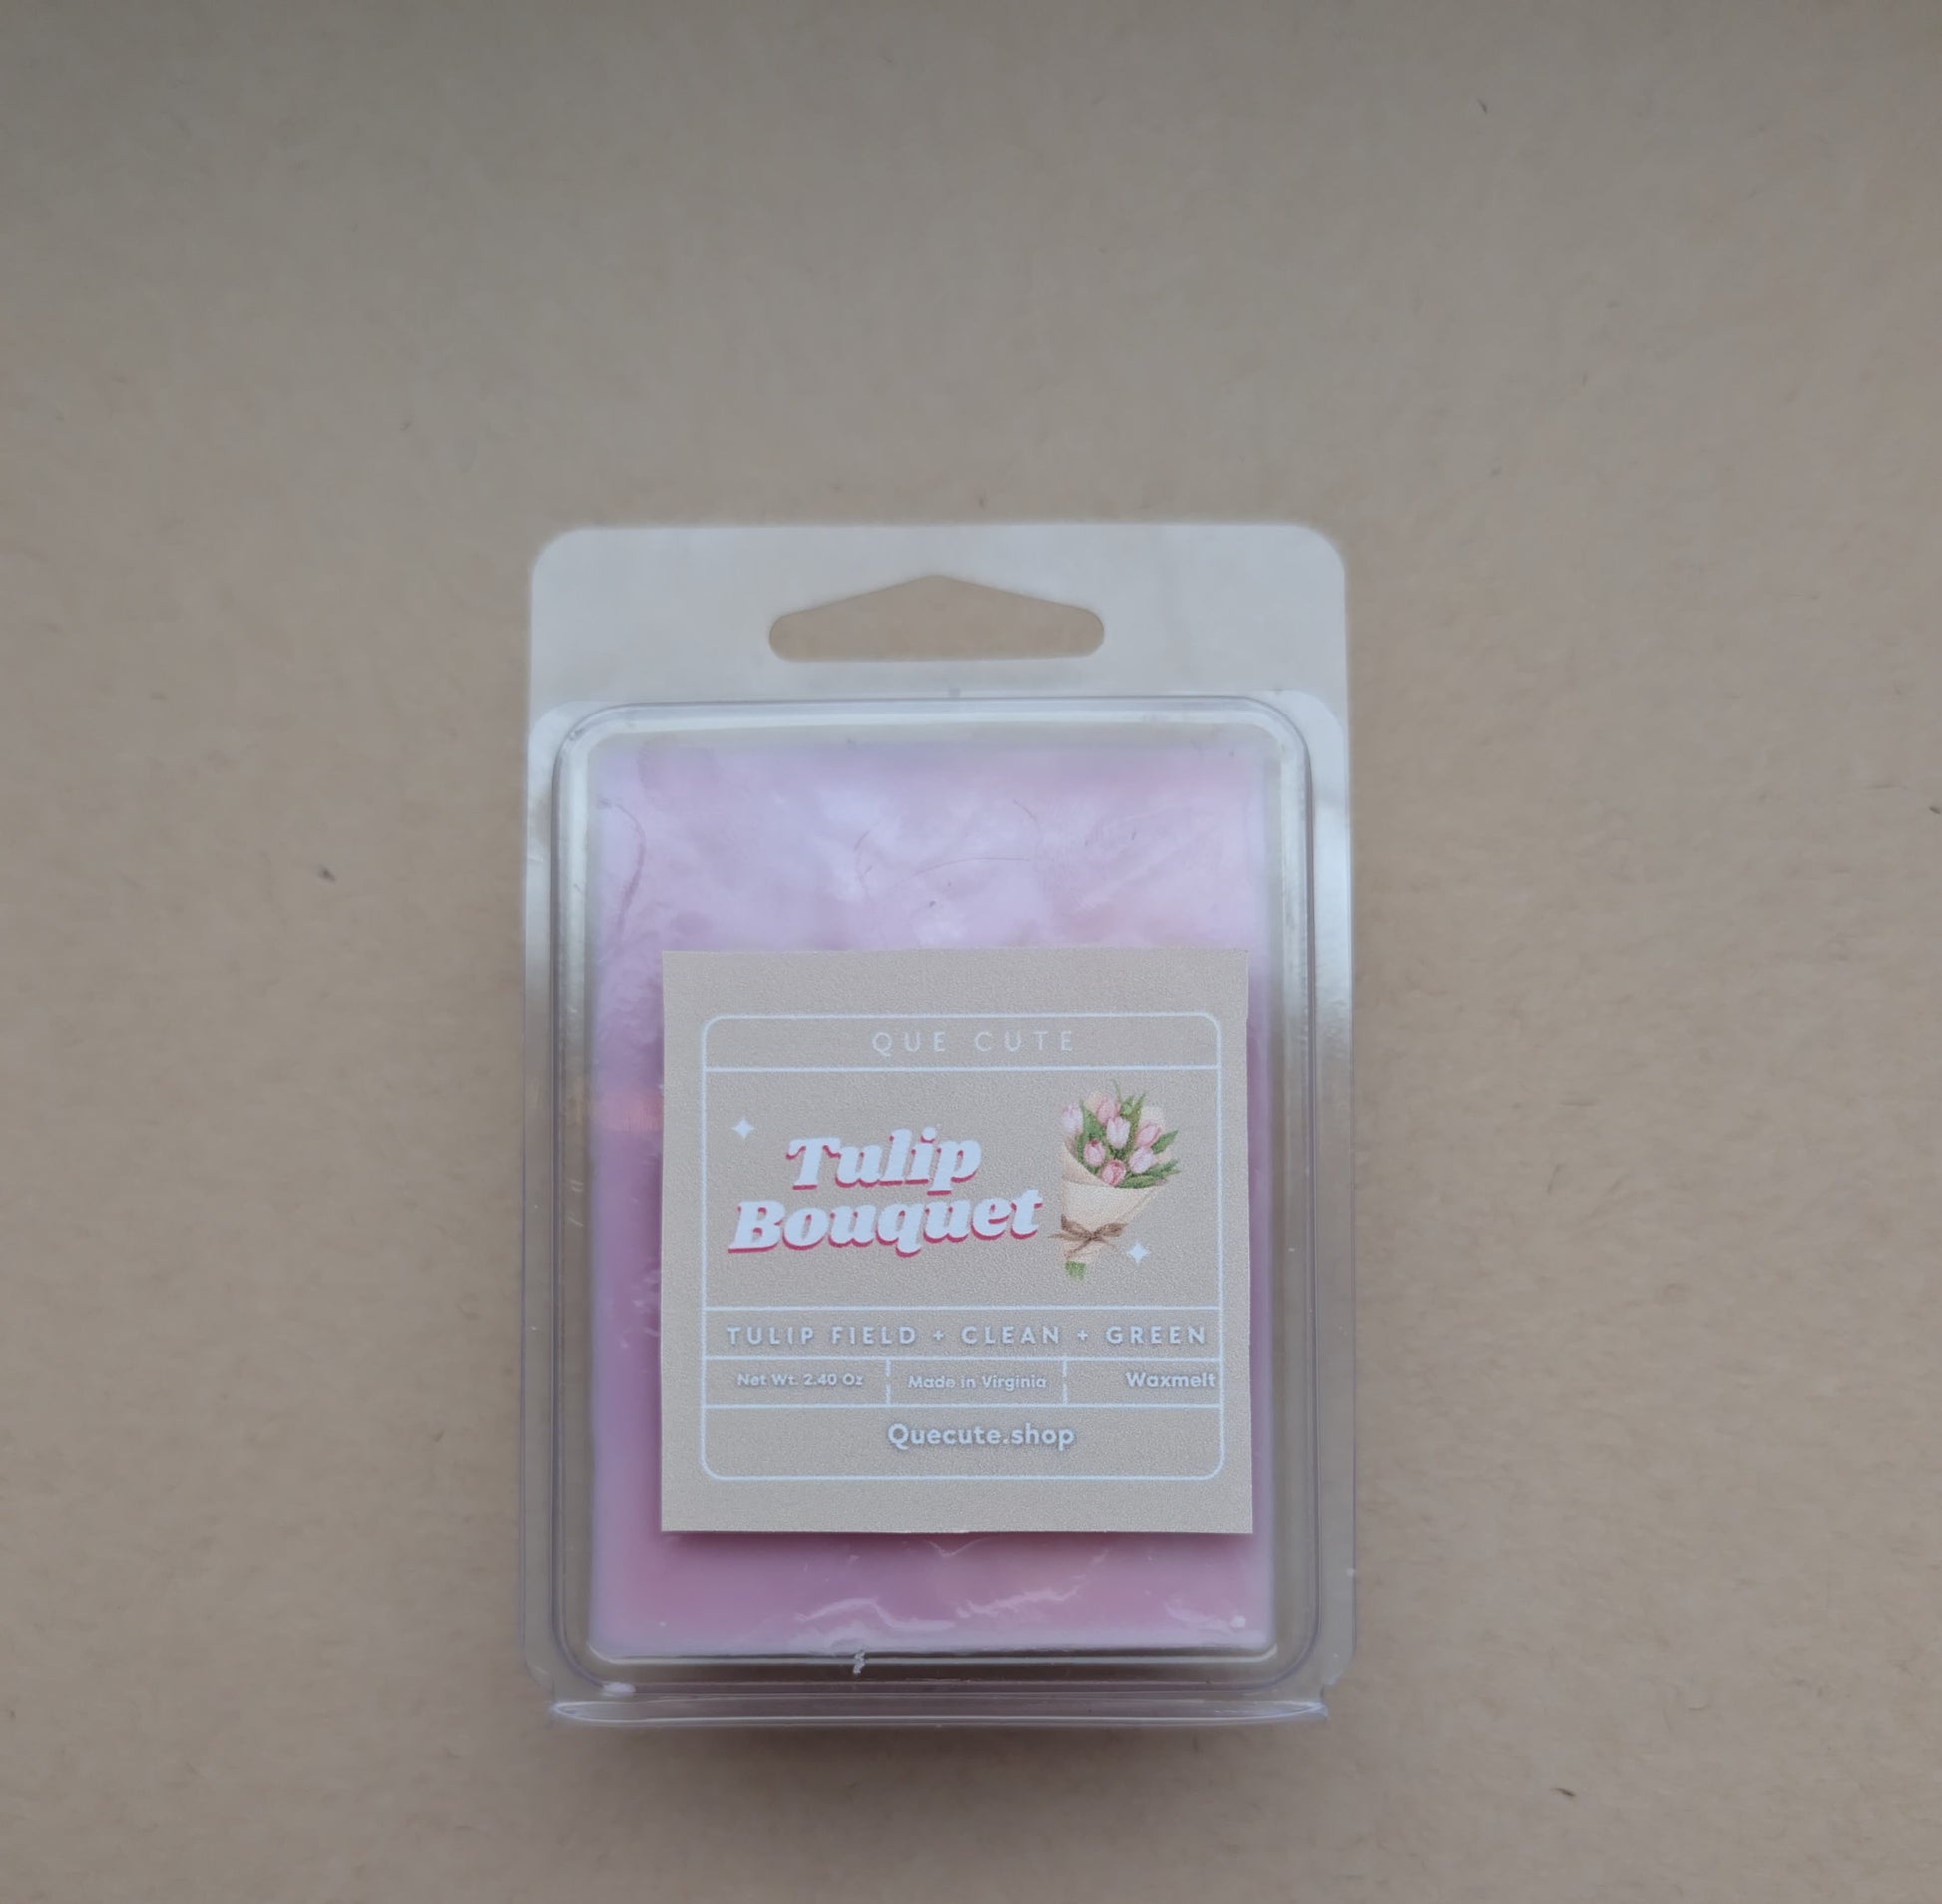 QUE CUTE
Tulip
Bouquet
TULIP FIELD + CLEAN + GREEN
Net Wt. 2.40 Oz
Made in Virginia
Waxmelt
Quecute.shop